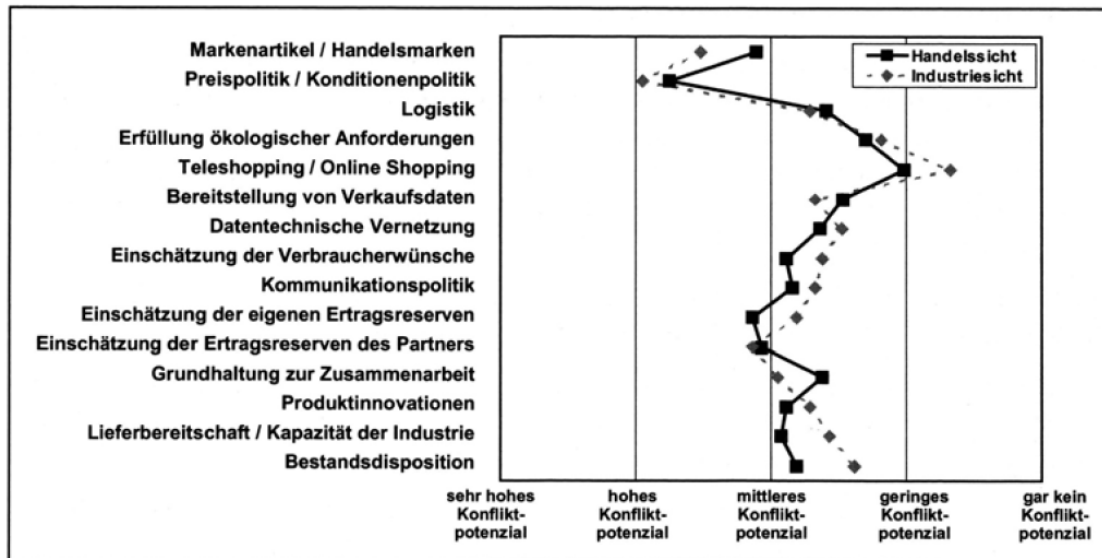 Markenartikel / Handelsmarken
Preispolitik / Konditionenpolitik
Logistik
Erfüllung ökologischer Anforderungen
Teleshopping / Online Shopping
Bereitstellung von Verkaufsdaten
Datentechnische Vernetzung
Einschätzung der Verbraucherwünsche
Kommunikationspolitik
Einschätzung der eigenen Ertragsreserven
Einschätzung der Ertragsreserven des Partners
Grundhaltung zur Zusammenarbeit
Produktinnovationen
Lieferbereitschaft / Kapazität der Industrie
Bestandsdisposition
Handelssicht
Industriesicht
sehr hohes
Konflikt-
potenzial
hohes
Konflikt-
potenzial
mittleres
Konflikt-
potenzial
geringes
Konflikt-
potenzial
gar kein
Konflikt-
potenzial